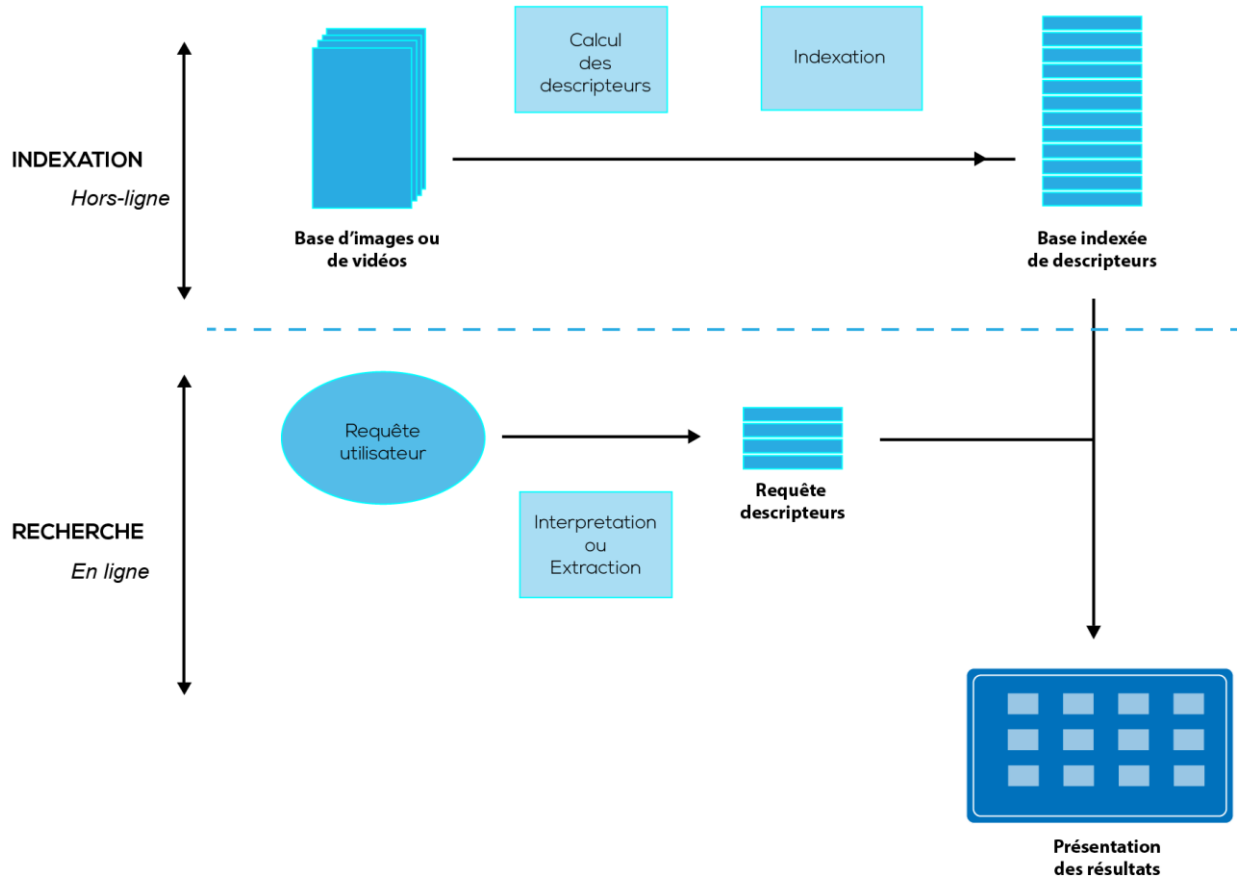 Calcul
des
descripteurs
Indexation
INDEXATION
Hors-ligne
Base d'images ou
de vidéos
Base indexée
de descripteurs
Requête
utilisateur
Requête
descripteurs
Interpretation
ou
Extraction
RECHERCHE
En ligne
Présentation
des résultats